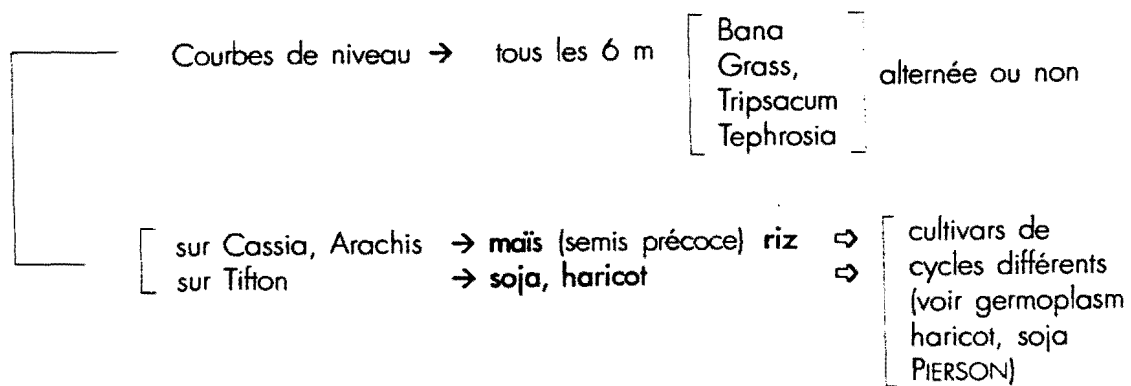 Courbes de niveau → tous les 6 m
Bana
Grass,
Tripsacum
Tephrosia
alternée ou non
sur Cassia, Arachis → maïs (semis précoce) riz ⇨
sur Tifton → soja, haricot ⇨
cultivars de
cycles différents
(voir germoplasm
haricot, soja
PIERSON)